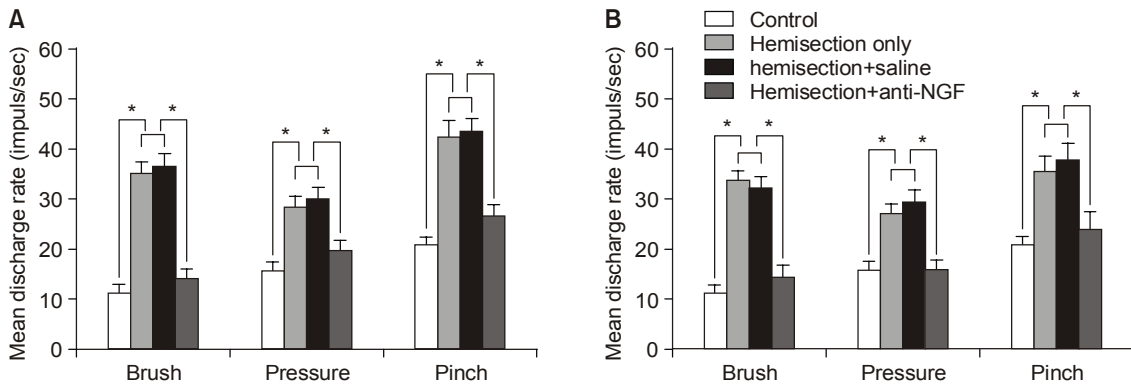 A
Mean discharge rate (impuls/sec)
60
50
40
30
20
10
0
* *
* *
* *
Brush Pressure Pinch
B
Control
Hemisection only
hemisection+saline
Hemisection+anti-NGF
Mean discharge rate (impuls/sec)
60
50
40
30
20
10
0
* *
* *
* *
Brush Pressure Pinch